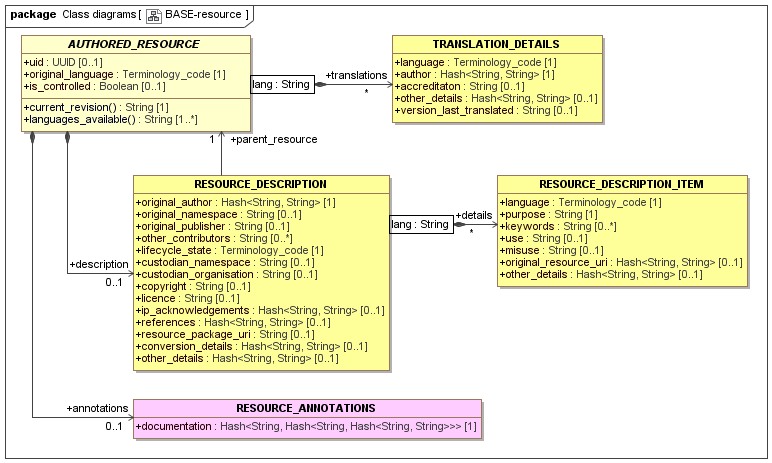 package Class diagrams[ BASE-resource ]
AUTHORED_RESOURCE
+uid : UUID [0..1]
+original_language : Terminology_code [1]
+is_controlled : Boolean [0..1]
+current_revision() : String [1]
+languages_available() : String [1..*]
lang : String
+translations
*
TRANSLATION_DETAILS
+language : Terminology_code [1]
+author : Hash<String, String> [1]
+accreditaton : String [0..1]
+other_details : Hash<String, String> [0..1]
+version_last_translated : String [0..1]
1
+parent_resource
RESOURCE_DESCRIPTION
+original_author : Hash<String, String> [1]
+original_namespace : String [0..1]
+original_publisher : String [0..1]
+other_contributors : String [0..*]
+lifecycle_state : Terminology_code [1]
+custodian_namespace : String [0..1]
+custodian_organisation : String [0..1]
+copyright : String [0..1]
+licence : String [0..1]
+ip_acknowledgements : Hash<String, String> [0..1]
+references : Hash<String, String> [0..1]
+resource_package_uri : String [0..1]
+conversion_details : Hash<String, String> [0..1]
+other_details : Hash<String, String> [0..1]
lang : String
+details
*
RESOURCE_DESCRIPTION_ITEM
+language : Terminology_code [1]
+purpose : String [1]
+keywords : String [0..*]
+use : String [0..1]
+misuse : String [0..1]
+original_resource_uri : Hash<String, String> [0..1]
+other_details : Hash<String, String> [0..1]
+description
0..1
+annotations
0..1
RESOURCE_ANNOTATIONS
+documentation : Hash<String, Hash<String, Hash<String, String>>> [1]